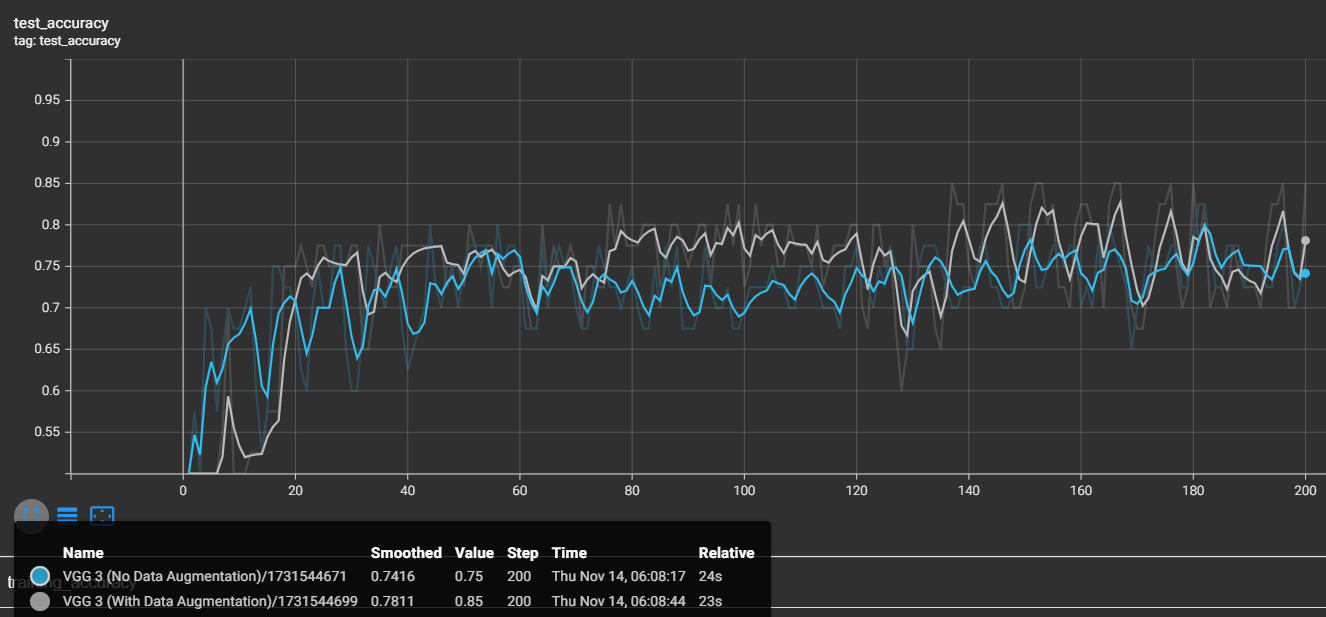 test_accuracy
tag: test_accuracy
0.95
0.9
0.85
0.8
0.75
0.7
0.65
0.6
0.55
0 20 40 60 80 100 120 140 160 180 200
Name Smoothed Value Step Time Relative
VGG 3 (No Data Augmentation)/1731544671 0.7416 0.75 200 Thu Nov 14, 06:08:17 24s
training_accuracy
VGG 3 (With Data Augmentation)/1731544699 0.7811 0.85 200 Thu Nov 14, 06:08:44 23s